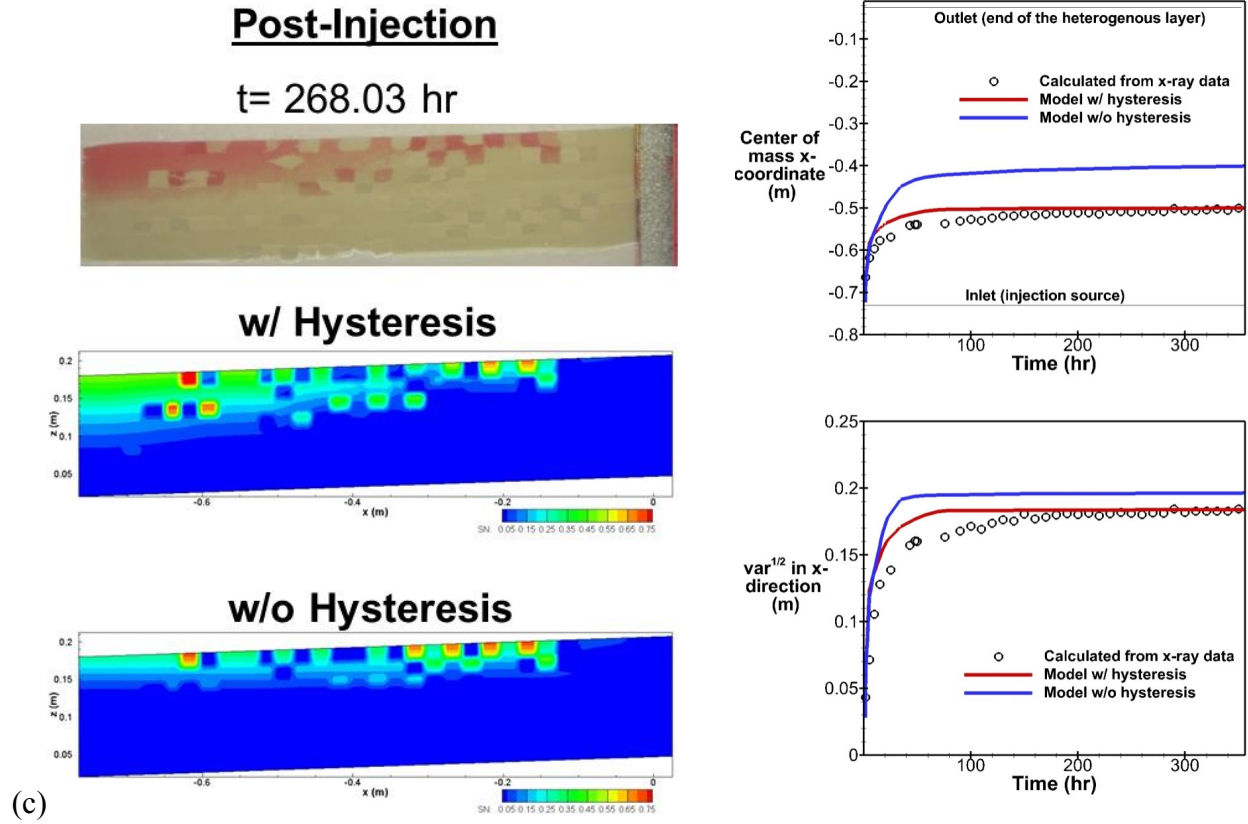 Post-Injection
t= 268.03 hr
w/ Hysteresis
0.2
0.15
z (m)
0.1
0.05
-0.6
-0.4
-0.2
0
x (m)
SN: 0.05 0.15 0.25 0.35 0.45 0.55 0.65 0.75
w/o Hysteresis
0.2
0.15
z (m)
0.1
0.05
-0.6
-0.4
-0.2
0
x (m)
SN: 0.05 0.15 0.25 0.35 0.45 0.55 0.65 0.75
(c)
Outlet (end of the heterogenous layer)
-0.1
-0.2
-0.3
-0.4
-0.5
-0.6
-0.7
-0.8
Calculated from x-ray data
Model w/ hysteresis
Model w/o hysteresis
Center of
mass x-
coordinate
(m)
Inlet (injection source)
100
200
300
Time (hr)
0.25
0.2
0.15
0.1
0.05
0
var1/2 in x-
direction
(m)
Calculated from x-ray data
Model w/ hysteresis
Model w/o hysteresis
100
200
300
Time (hr)